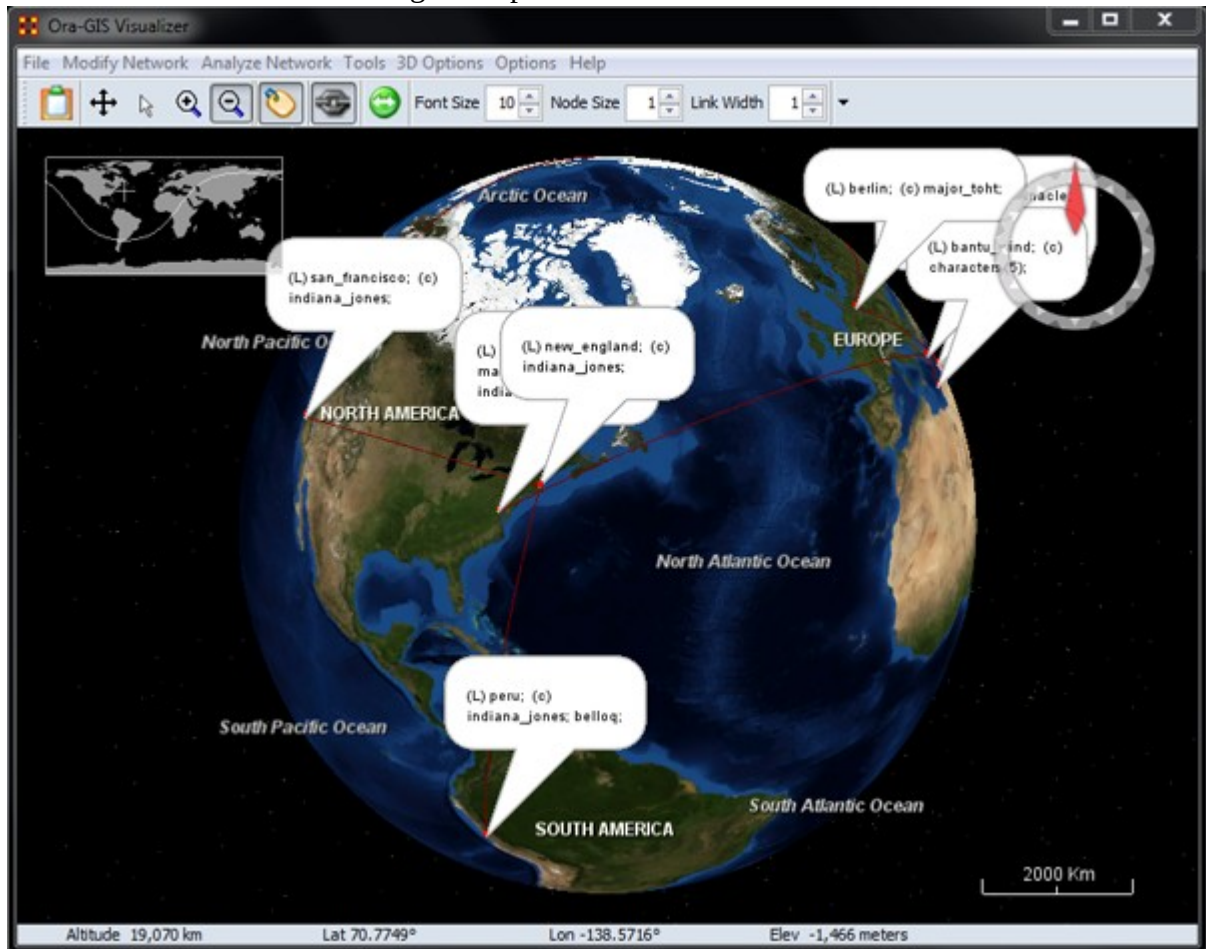 Ora-GIS Visualizer
File Modify Network Analyze Network Tools 3D Options Options Help
Font Size 10 Node Size 1 Link Width 1
Arctic Ocean
(L) berlin; (c) major_toht;
(L) san_francisco; (c)
indiana_jones;
(L)
characters(5);
North Pacific
(L) new_england; (c)
indiana_jones;
(L)
EUROPE
NORTH AMERICA
North Atlantic Ocean
(L) peru; (c)
indiana_jones; belloq;
South Pacific Ocean
South Atlantic Ocean
SOUTH AMERICA
2000 Km
Altitude 19,070 km Lat 70.7749° Lon -138.5716° Elev -1,466 meters